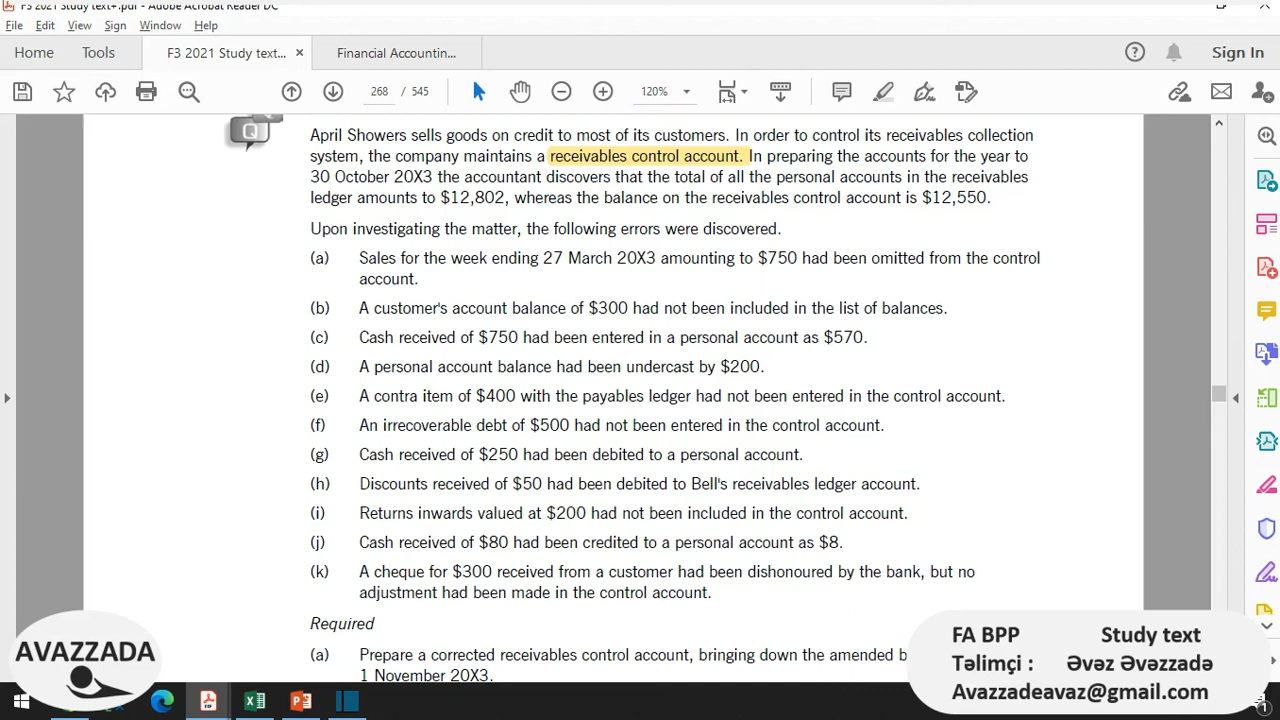 F3 2021 Study text+.pdf - Adobe Acrobat Reader DC
File Edit View Sign Window Help
Home Tools F3 2021 Study text... × Financial Accountin... Sign In
268 / 545 120%
Q
April Showers sells goods on credit to most of its customers. In order to control its receivables collection
system, the company maintains a receivables control account. In preparing the accounts for the year to
30 October 20X3 the accountant discovers that the total of all the personal accounts in the receivables
ledger amounts to $12,802, whereas the balance on the receivables control account is $12,550.
Upon investigating the matter, the following errors were discovered.
(a) Sales for the week ending 27 March 20X3 amounting to $750 had been omitted from the control
account.
(b) A customer's account balance of $300 had not been included in the list of balances.
(c) Cash received of $750 had been entered in a personal account as $570.
(d) A personal account balance had been undercast by $200.
(e) A contra item of $400 with the payables ledger had not been entered in the control account.
(f) An irrecoverable debt of $500 had not been entered in the control account.
(g) Cash received of $250 had been debited to a personal account.
(h) Discounts received of $50 had been debited to Bell's receivables ledger account.
(i) Returns inwards valued at $200 had not been included in the control account.
(j) Cash received of $80 had been credited to a personal account as $8.
(k) A cheque for $300 received from a customer had been dishonoured by the bank, but no
adjustment had been made in the control account.
Required
(a) Prepare a corrected receivables control account, bringing down the amended
1 November 20X3.
AVAZZADA
FA BPP Study text
Təlimçi : Əvəz Əvəzzadə
Avazzadeavaz@gmail.com
1